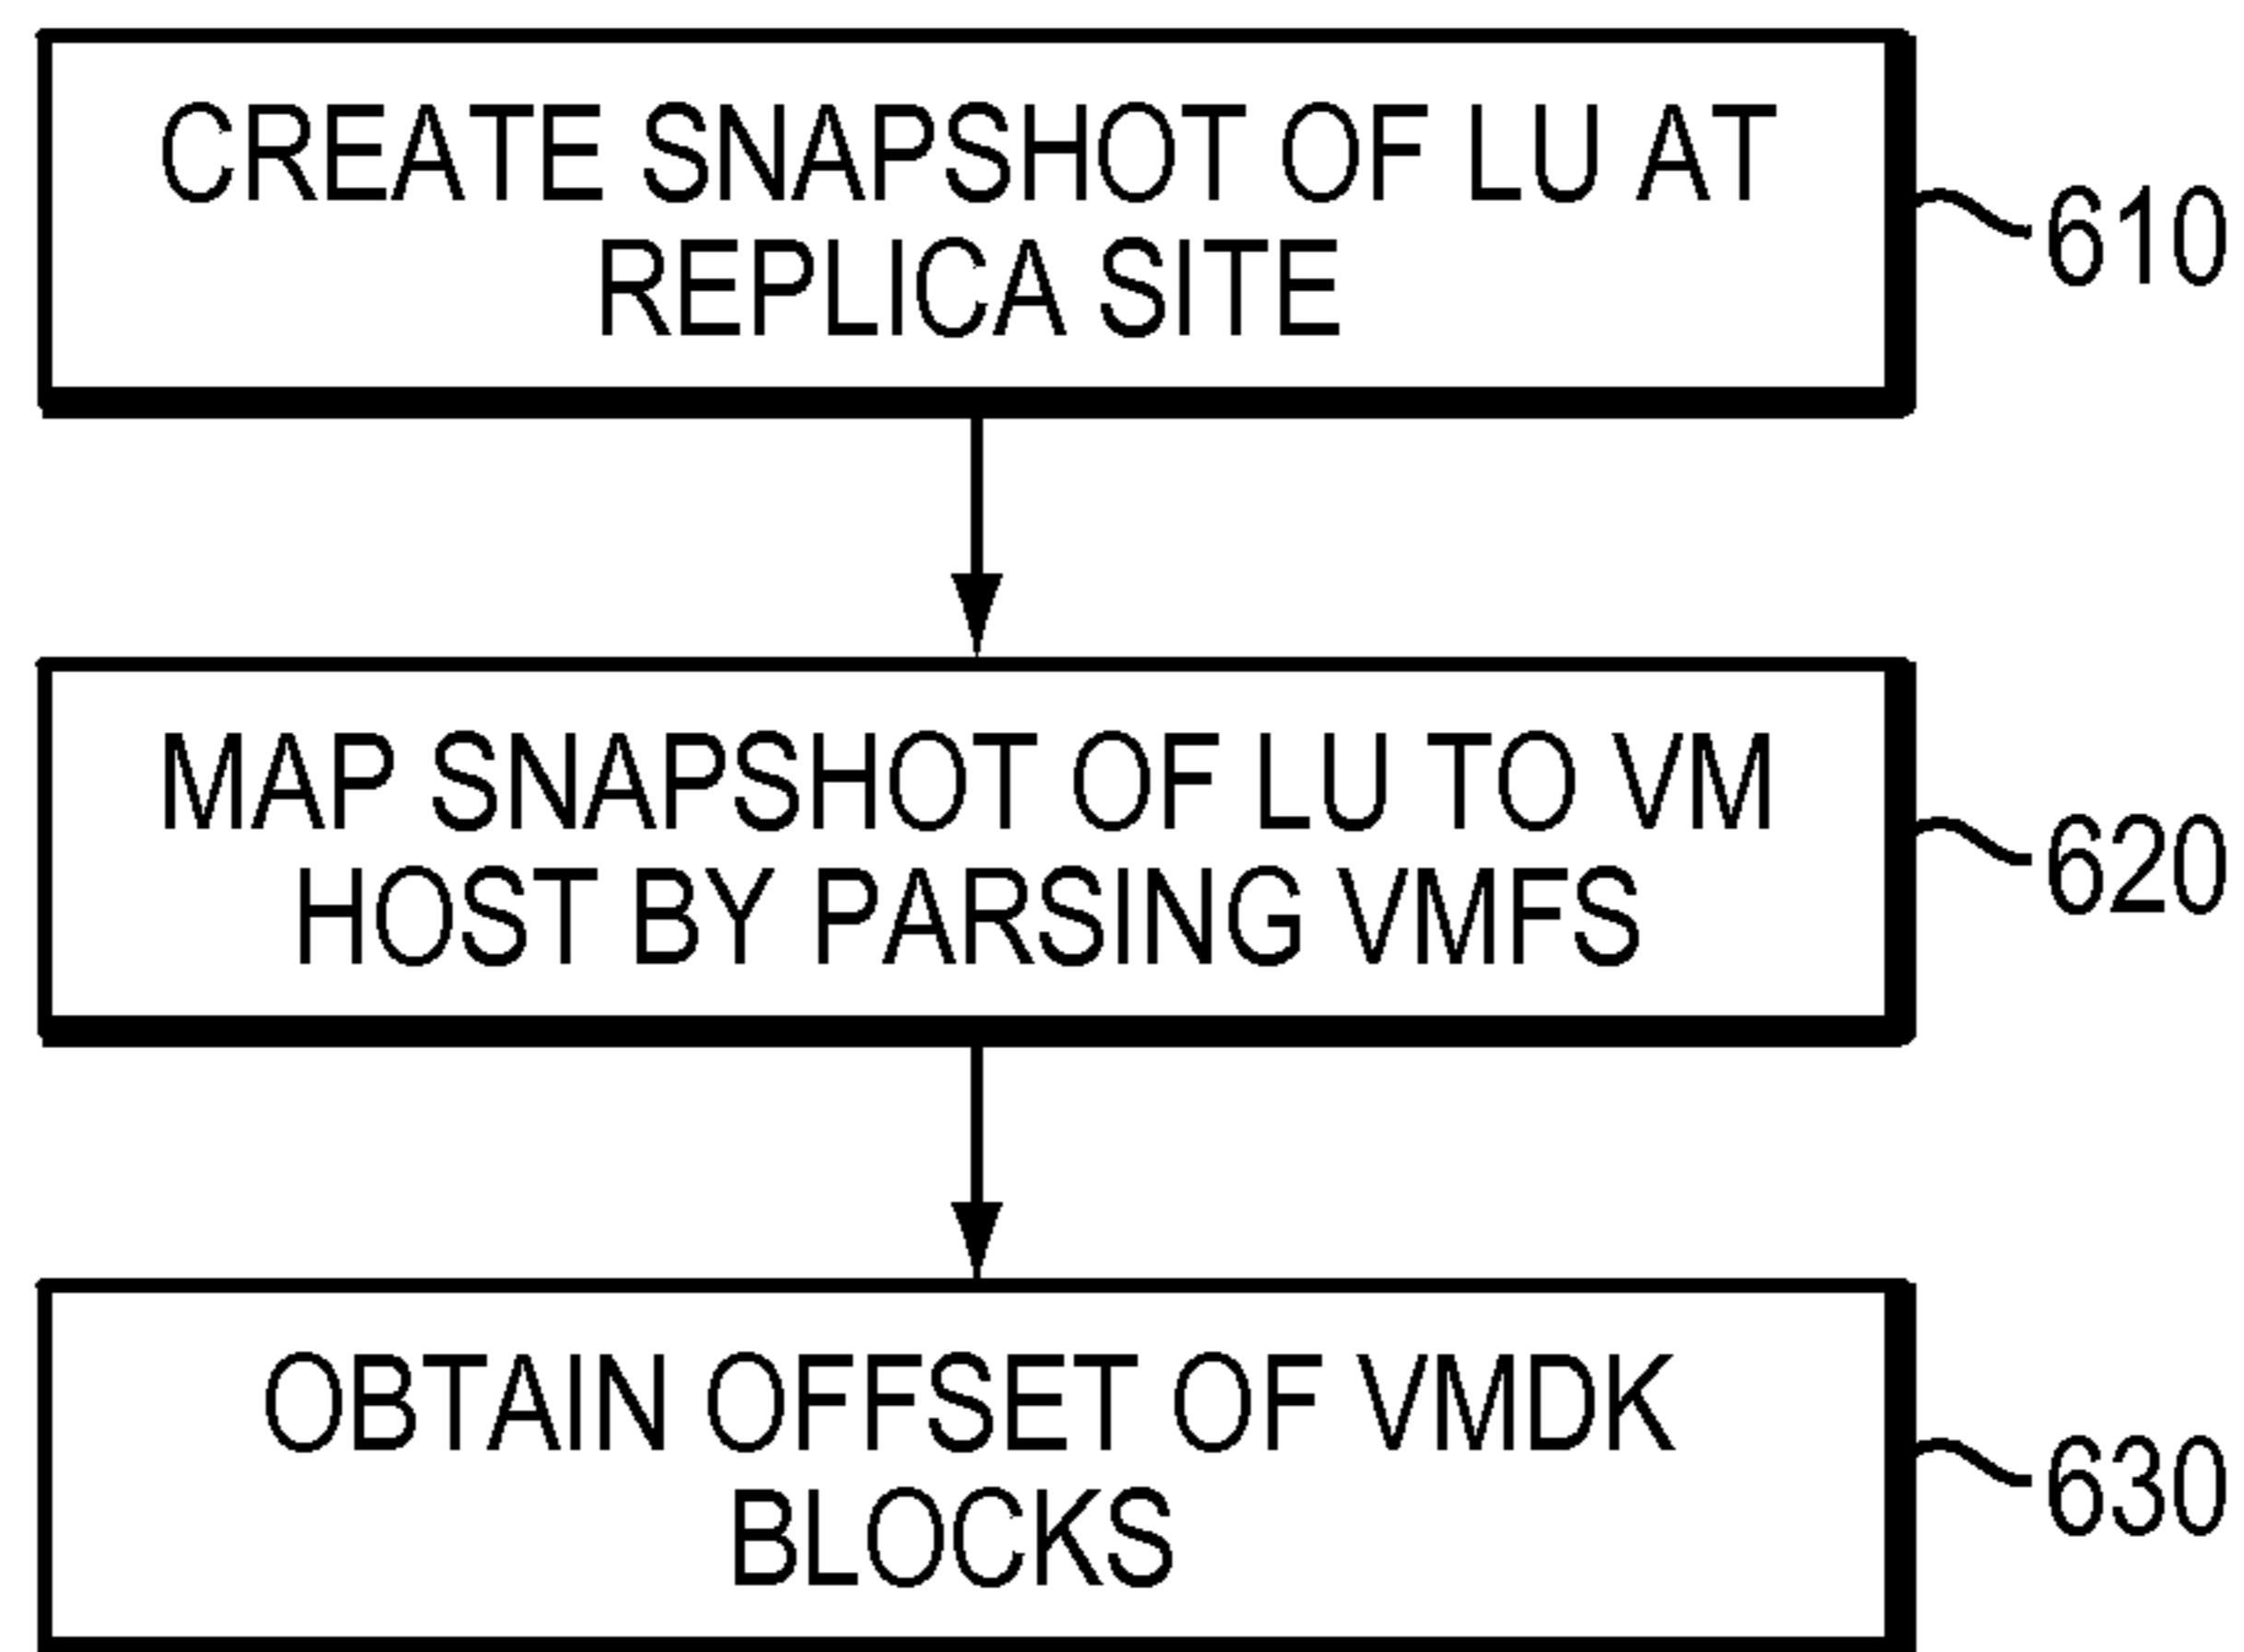 CREATE SNAPSHOT OF LU AT
REPLICA SITE
610
MAP SNAPSHOT OF LU TO VM
HOST BY PARSING VMFS
620
OBTAIN OFFSET OF VMDK
BLOCKS
630